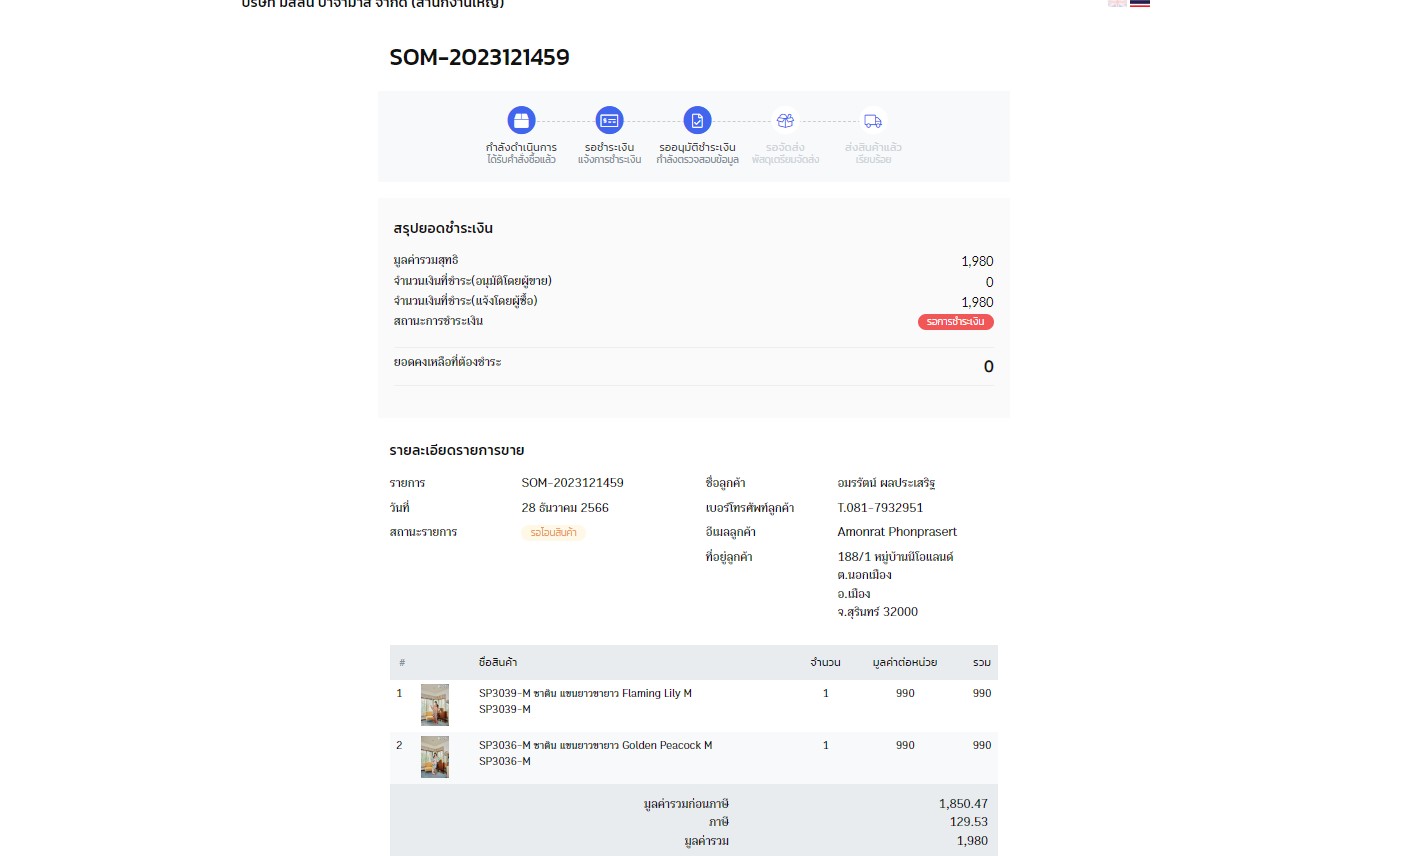 SOM-2023121459
กำลังดำเนินการ
ได้รับคำสั่งซื้อแล้ว
รอชำระเงิน
แจ้งการชำระเงิน
รออนุมัติชำระเงิน
กำลังตรวจสอบข้อมูล
รอจัดส่ง
พัสดุเตรียมจัดส่ง
ส่งสินค้าแล้ว
เรียบร้อย
สรุปยอดชำระเงิน
มูลค่ารวมสุทธิ 1,980
จำนวนเงินที่ชำระ(อนุมัติโดยผู้ขาย) 0
จำนวนเงินที่ชำระ(แจ้งโดยผู้ซื้อ) 1,980
สถานะการชำระเงิน รอการชำระเงิน
ยอดคงเหลือที่ต้องชำระ 0
รายละเอียดรายการขาย
รายการ SOM-2023121459
วันที่ 28 ธันวาคม 2566
สถานะรายการ รอโอนสินค้า
ชื่อลูกค้า อมรรัตน์ ผลประเสริฐ
เบอร์โทรศัพท์ลูกค้า T.081-7932951
อีเมลลูกค้า Amonrat Phonprasert
ที่อยู่ลูกค้า 188/1 หมู่บ้านนีโอแลนด์
ต.นอกเมือง
อ.เมือง
จ.สุรินทร์ 32000
# ชื่อสินค้า จำนวน มูลค่าต่อหน่วย รวม
1 SP3039-M ซาติน แขนยาวขายาว Flaming Lily M 1 990 990
SP3039-M
2 SP3036-M ซาติน แขนยาวขายาว Golden Peacock M 1 990 990
SP3036-M
มูลค่ารวมก่อนภาษี 1,850.47
ภาษี 129.53
มูลค่ารวม 1,980